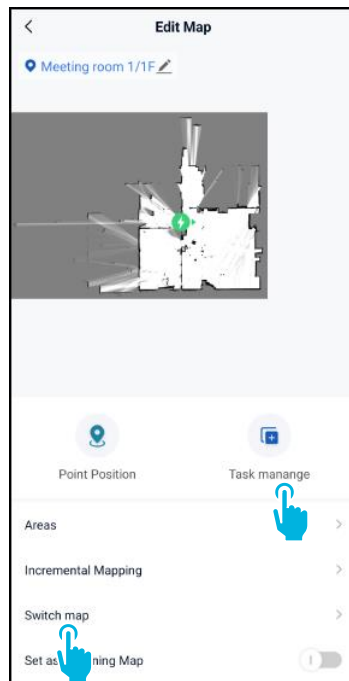 Edit Map
Meeting room 1/1F
Point Position
Task manange
Areas
Incremental Mapping
Switch map
Set as ning Map